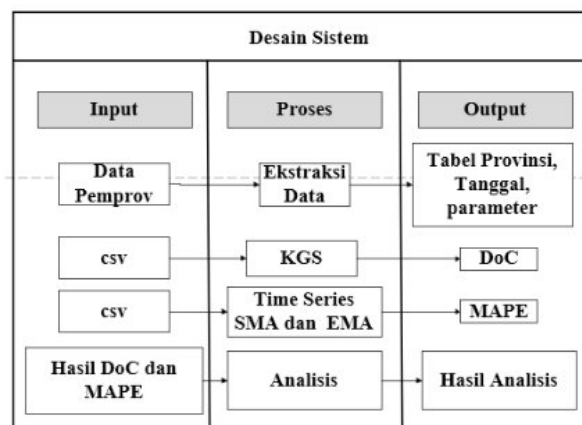 Desain Sistem
Input
Proses
Output
Data
Pemprov
Ekstraksi
Data
Tabel Provinsi,
Tanggal,
parameter
csv
KGS
DoC
csv
Time Series
SMA dan EMA
MAPE
Hasil DoC dan
MAPE
Analisis
Hasil Analisis